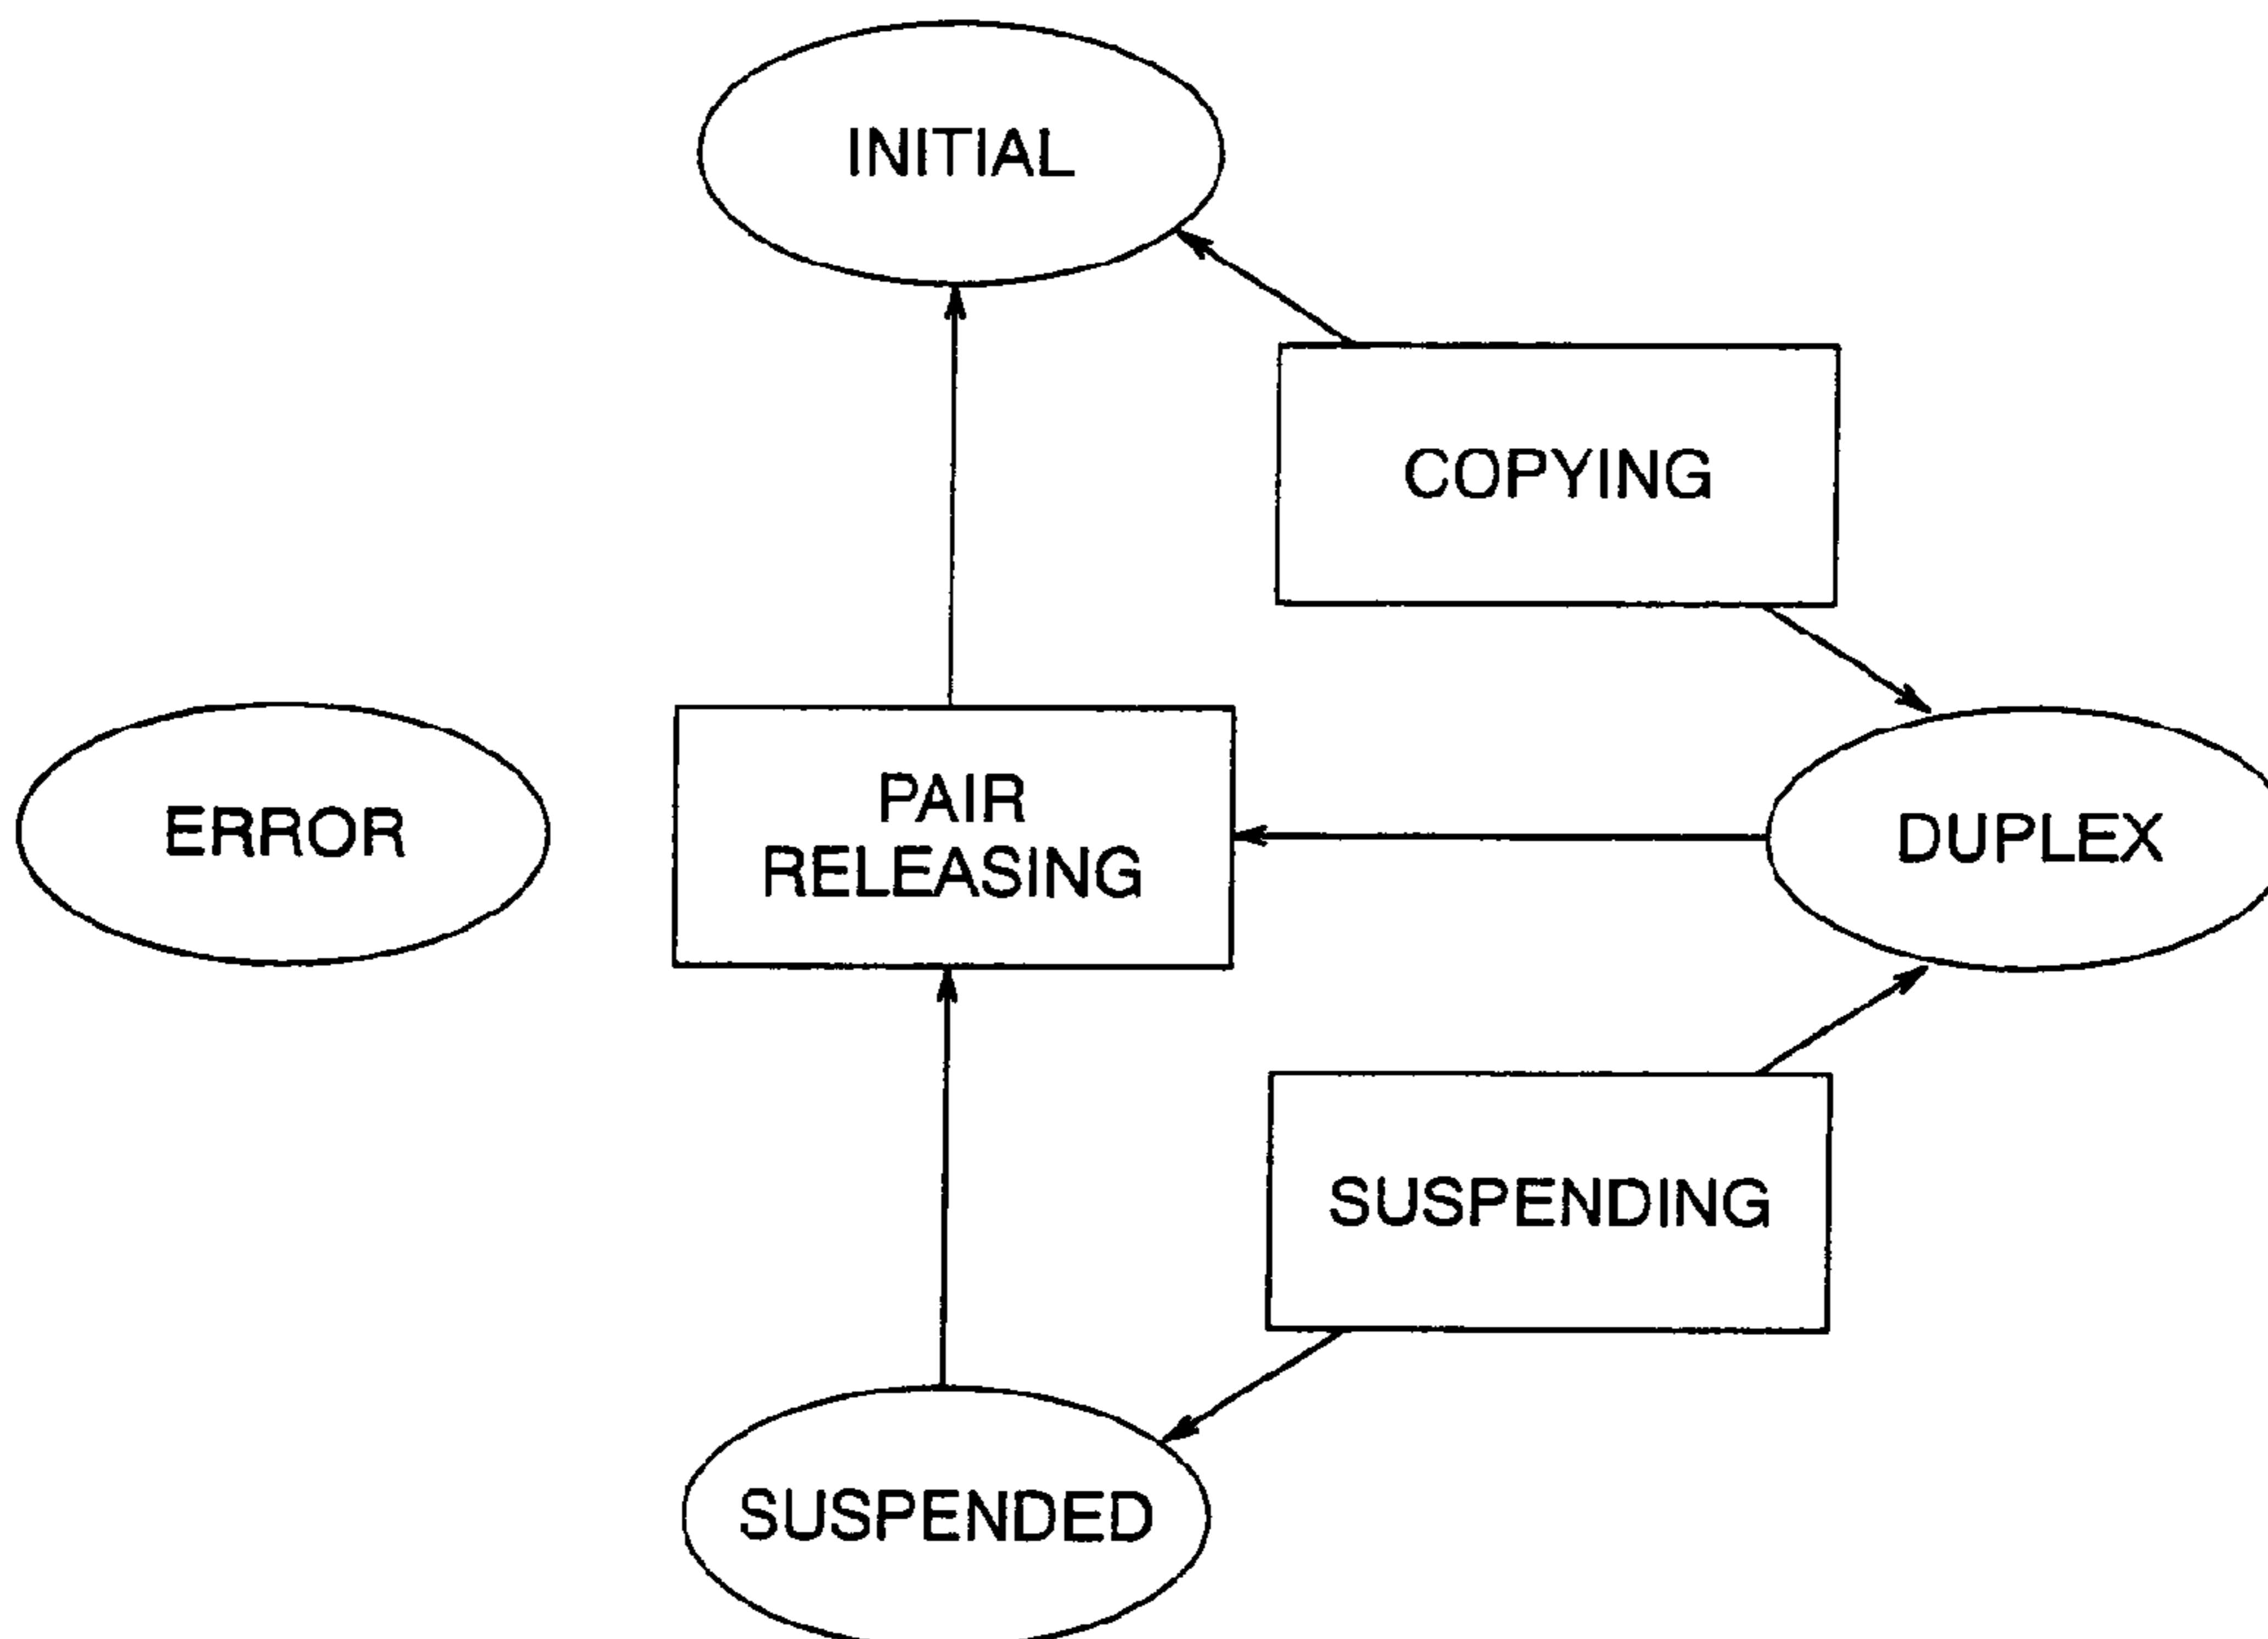 INITIAL
COPYING
PAIR
RELEASING
ERROR
DUPLEX
SUSPENDING
SUSPENDED